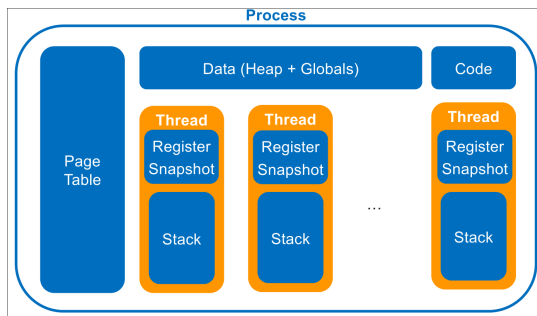 Process
Page
Table
Data (Heap + Globals)
Code
Thread
Register
Snapshot
Stack
Thread
Register
Snapshot
Stack
...
Thread
Register
Snapshot
Stack